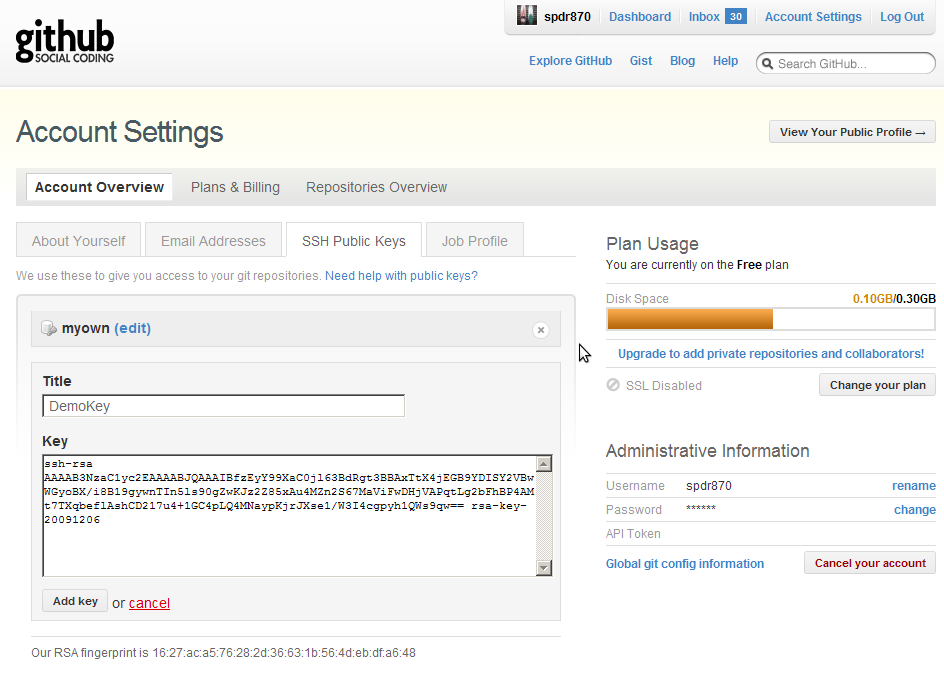 github
SOCIAL CODING
spdr870 Dashboard Inbox 30 Account Settings Log Out
Explore GitHub Gist Blog Help Search GitHub...
Account Settings
View Your Public Profile →
Account Overview Plans & Billing Repositories Overview
About Yourself Email Addresses SSH Public Keys Job Profile
We use these to give you access to your git repositories. Need help with public keys?
myown (edit)
Title
DemoKey
Key
ssh-rsa
AAAAB3NzaC1yc2EAAAABJQAAAIBfzEyY99XaC0jl63BdRgt3BBAxTtX4jEGB9YDISY2VBw
WGyoBX/i8Bl9gywnTIn5ls90gZwKJz2Z85xAu4MZn2S67MaViFwDHjVAPqtLg2bFhBP4AM
t7TXqbeflAshCD217u4+1GC4pLQ4MNaypKjrJXse1/W3I4cgpyh1QWs9qw== rsa-key-
20091206
Add key or cancel
Our RSA fingerprint is 16:27:ac:a5:76:28:2d:36:63:1b:56:4d:eb:df:a6:48
Plan Usage
You are currently on the Free plan
Disk Space 0.10GB/0.30GB
Upgrade to add private repositories and collaborators!
SSL Disabled Change your plan
Administrative Information
Username spdr870 rename
Password ****** change
API Token
Global git config information Cancel your account